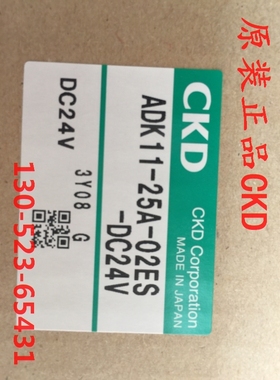 原装正品CKD
CKD
CKD Corporation
MADE IN JAPAN
ADK11-25A-02ES
-DC24V
DC24V
3Y08 G
130-523-65431